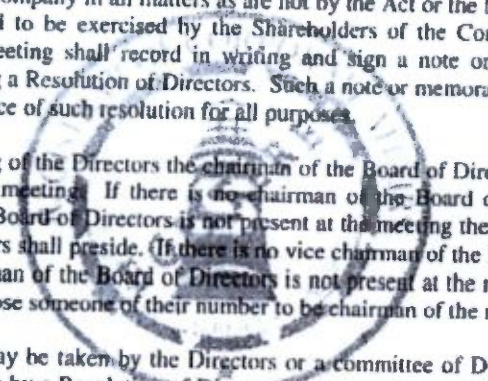 company in all matters as are not by the Act or the
to be exercised by the Shareholders of the Co
eeting shall record in writing and sign a note or
g a Resolution of Directors. Such a note or memora
ce of such resolution for all purposes.
g of the Directors the chairman of the Board of Dire
meeting. If there is no chairman of the Board
Board of Directors is not present at the meeting the
rs shall preside. If there is no vice chairman of the
nan of the Board of Directors is not present at the
ose someone of their number to be chairman of the
ay be taken by the Directors or a committee of D